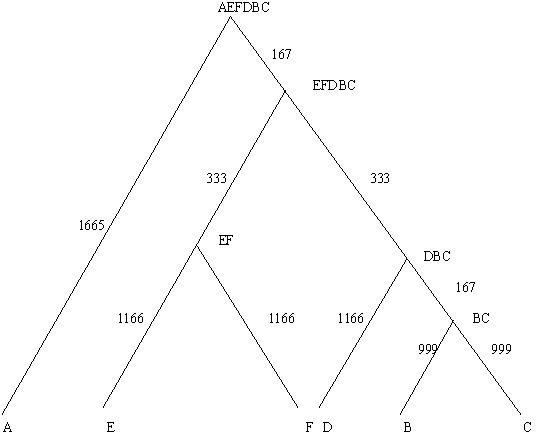 AEFDBC
167
EFDBC
333
333
1665
EF
DBC
167
1166
1166
1166
BC
999
999
A
E
F
D
B
C